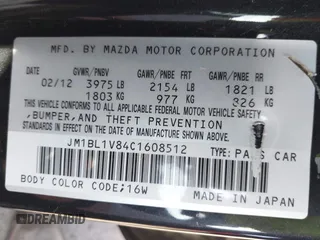 MFD. BY MAZDA MOTOR CORPORATION
GVWR/PNBV GAWR/PNBE FRT GAWR/PNBE RR
02/12 3975 LB 2154 LB 1821 LB
1803 KG 977 KG 826 KG
THIS VEHICLE CONFORMS TO ALL APPLICABLE FEDERAL MOTOR VEHICLE SAFETY,
BUMPER, AND THEFT PREVENTION STANDARDS IN EFFECT ON THE DATE OF MANUFACTURE SHOWN ABOVE.
JM1BL1V84C1608512 TYPE: PASS CAR
BODY COLOR CODE;16W MADE IN JAPAN
DREAMBID